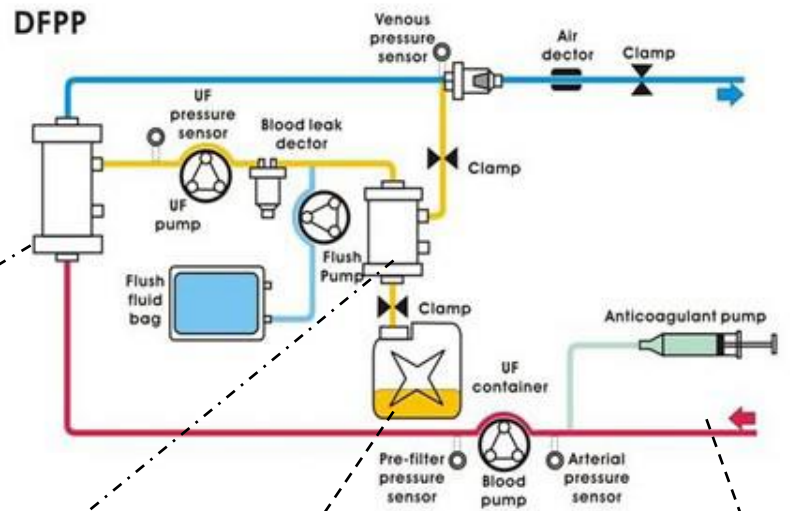 DFPP
Venous
pressure
sensor
Air
dector
Clamp
UF
pressure
sensor
Blood leak
dector
Clamp
UF
pump
Flush
Pump
Flush
fluid
bag
Clamp
Anticoagulant pump
UF
container
Pre-filter
pressure
sensor
Blood
pump
Arterial
pressure
sensor